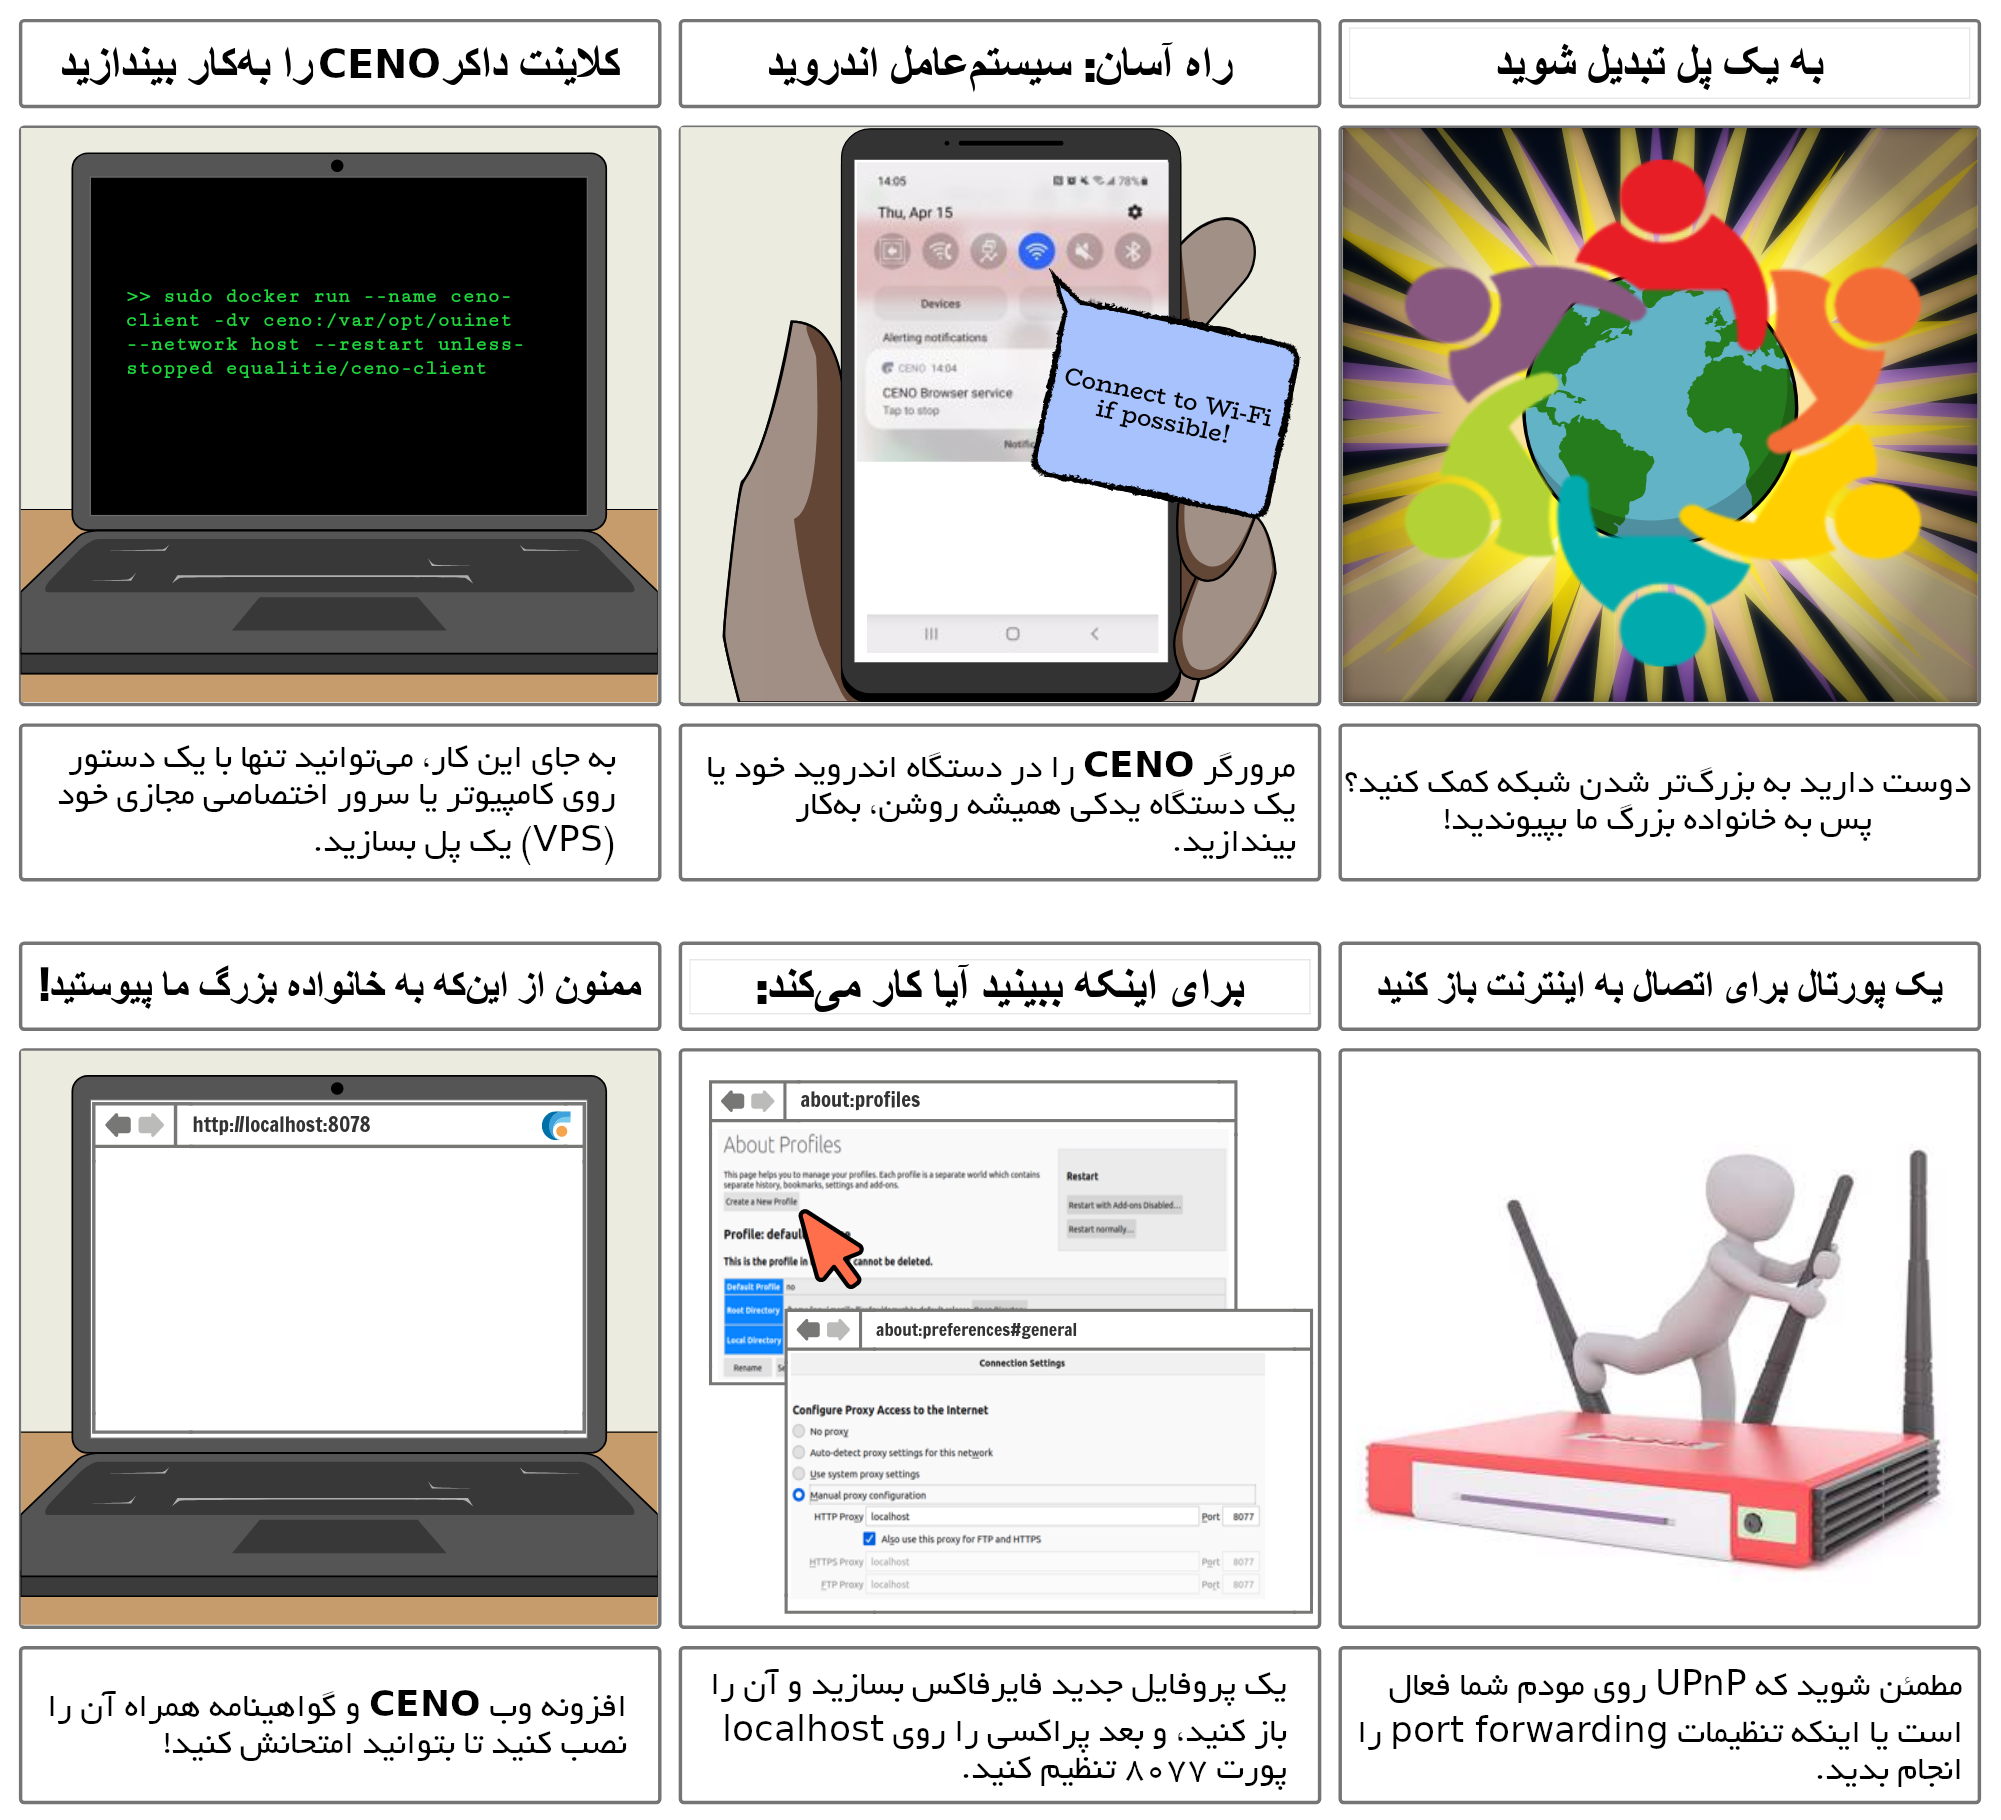 به یک پل تبدیل شوید
دوست دارید به بزرگ‌تر شدن شبکه کمک کنید؟
پس به خانواده بزرگ ما بپیوندید!
راه آسان: سیستم‌عامل اندروید
14:05
78%
Thu, Apr 15
Devices
Alerting notifications
CENO 14:04
CENO Browser service
Tap to stop
Connect to Wi-Fi
if possible!
مرورگر CENO را در دستگاه اندروید خود یا
یک دستگاه یدکی همیشه روشن، به‌کار
بیندازید.
کلاینت داکر CENO را به‌کار بیندازید
>> sudo docker run --name ceno-
client -dv ceno:/var/opt/ouinet
--network host --restart unless-
stopped equalitie/ceno-client
به جای این کار، می‌توانید تنها با یک دستور
روی کامپیوتر یا سرور اختصاصی مجازی خود
(VPS) یک پل بسازید.
یک پورتال برای اتصال به اینترنت باز کنید
مطمئن شوید که UPnP روی مودم شما فعال
است یا اینکه تنظیمات port forwarding را
انجام بدید.
برای اینکه ببینید آیا کار می‌کند:
about:profiles
About Profiles
This page helps you to manage your profiles. Each profile is a separate world which contains
separate history, bookmarks, settings and add-ons.
Create a New Profile
Restart
Restart with Add-ons Disabled...
Restart normally...
Profile:
This is the profile in cannot be deleted.
Default Profile no
Root Directory
Local Directory
Rename
about:preferences#general
Connection Settings
Configure Proxy Access to the Internet
No proxy
Auto-detect proxy settings for this network
Use system proxy settings
Manual proxy configuration
HTTP Proxy localhost Port 8077
Also use this proxy for FTP and HTTPS
HTTPS Proxy localhost Port 8077
FTP Proxy localhost Port 8077
یک پروفایل جدید فایرفاکس بسازید و آن را
باز کنید، و بعد پراکسی را روی localhost
پورت ۸۰۷۷ تنظیم کنید.
ممنون از این‌که به خانواده بزرگ ما پیوستید!
http://localhost:8078
افزونه وب CENO و گواهینامه همراه آن را
نصب کنید تا بتوانید امتحانش کنید!